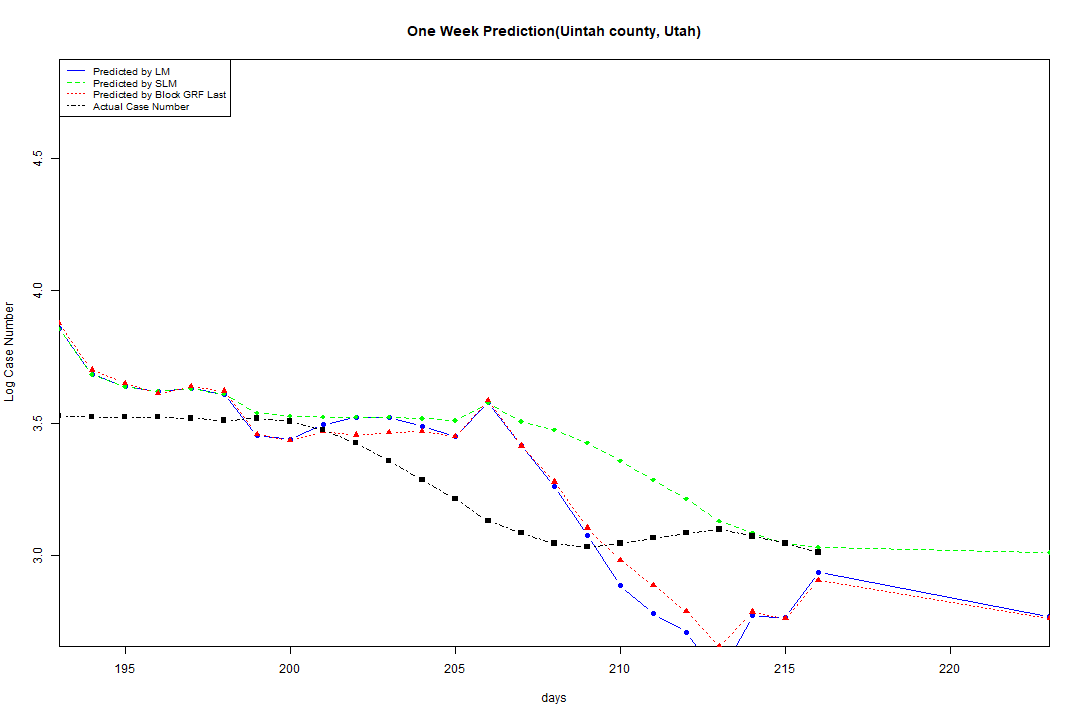 One Week Prediction(Uintah county, Utah)
Predicted by LM
Predicted by SLM
Predicted by Block GRF Last
Actual Case Number
4.5
4.0
3.5
3.0
Log Case Number
195 200 205 210 215 220
days